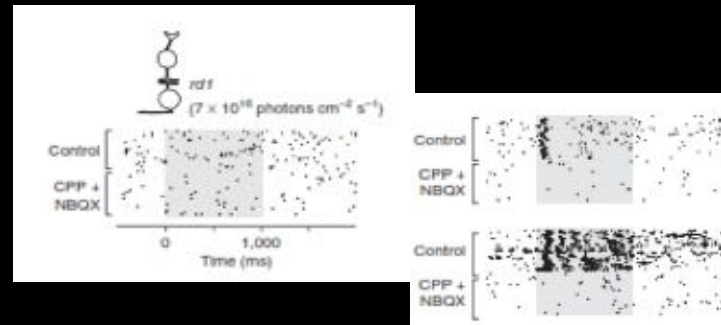 rd1
(7 × 10¹⁶ photons cm⁻² s⁻¹)
Control
CPP +
NBQX
0 1,000
Time (ms)
Control
CPP +
NBQX
Control
CPP +
NBQX